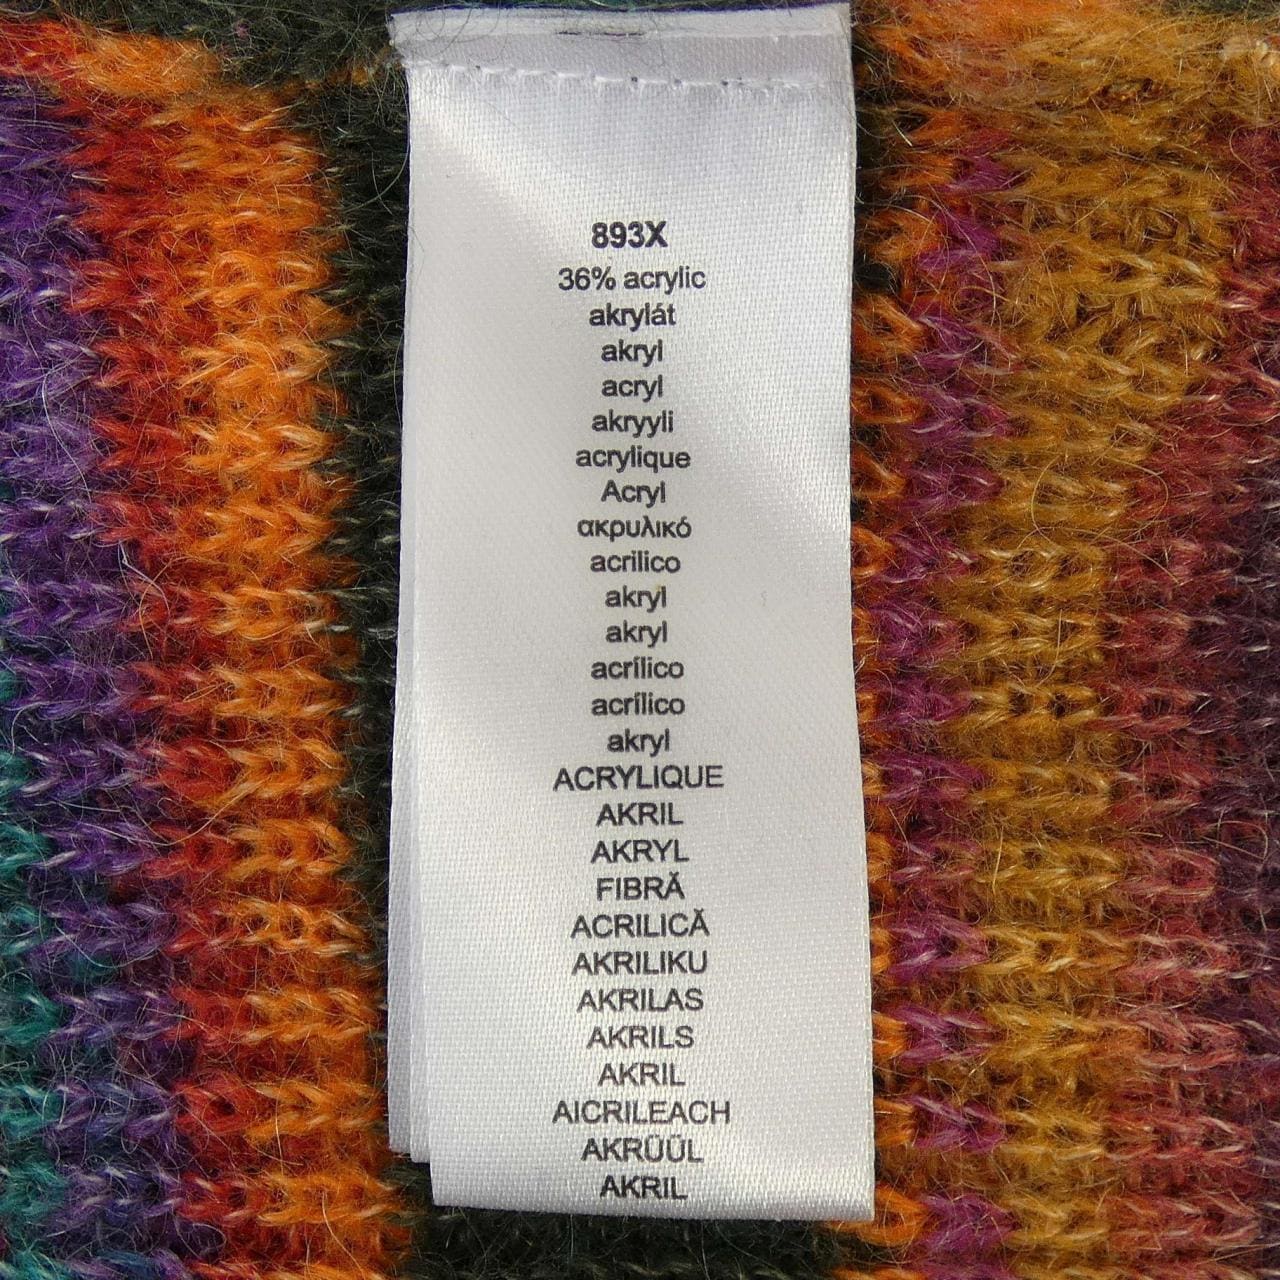 893X
36% acrylic
akrylát
akryl
acryl
akryyli
acrylique
Acryl
ακρυλικό
acrilico
akryl
akryl
acrílico
acrílico
akryl
ACRYLIQUE
AKRIL
AKRYL
FIBRĂ
ACRILICĂ
AKRILIKU
AKRILAS
AKRILS
AKRIL
AICRILEACH
AKRÜÜL
AKRIL